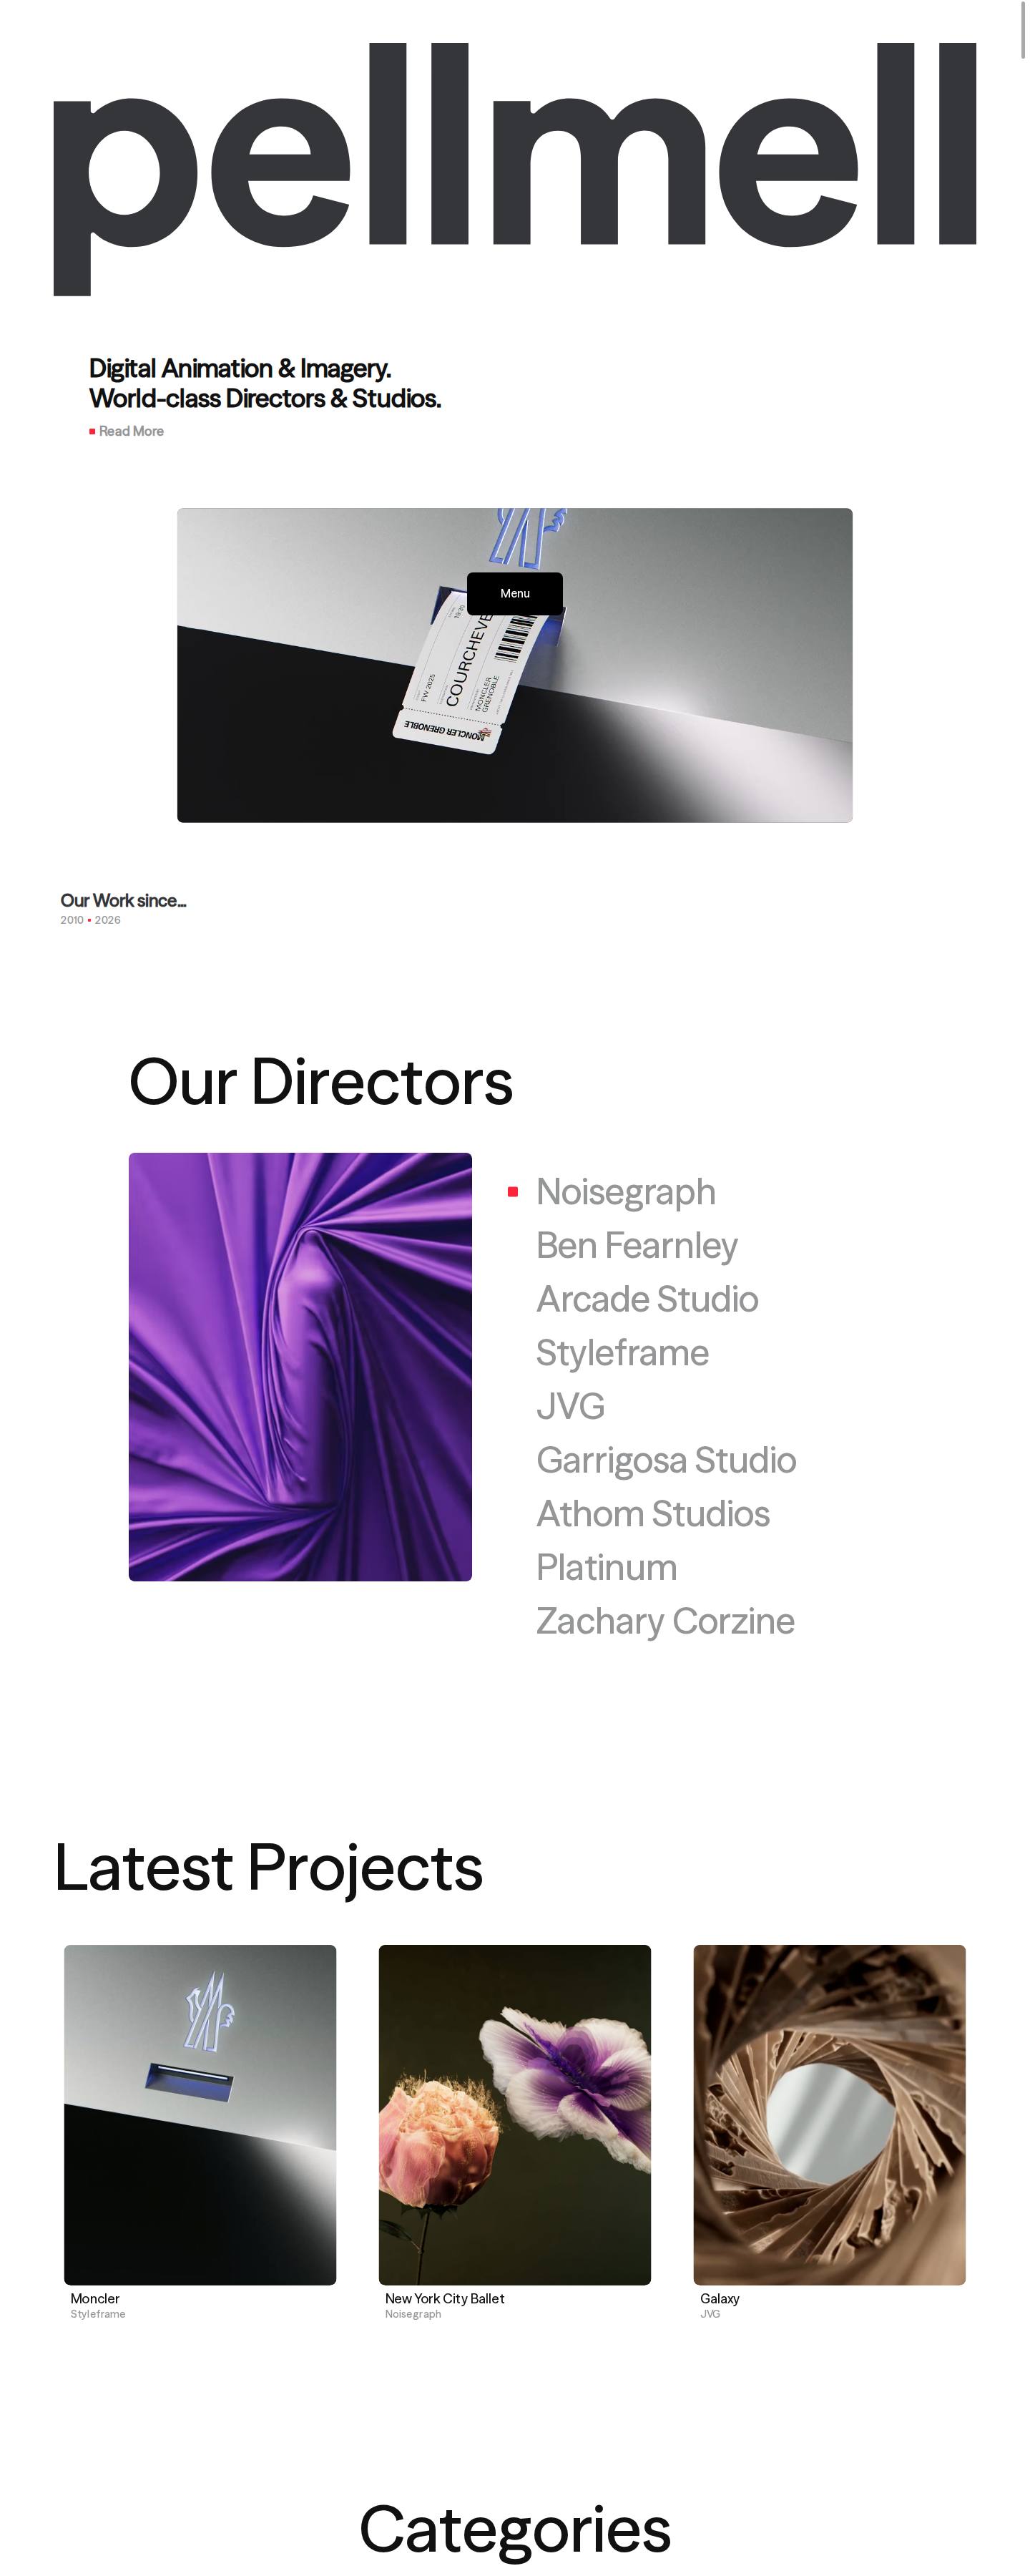 pellmell
Digital Animation & Imagery.
World-class Directors & Studios.
Read More
Menu
FW 2025
COURCHEVE
MONCLER
GRENOBLE
MONCLER GRENOBLE
Our Work since...
2010 • 2026
Our Directors
Noisegraph
Ben Fearnley
Arcade Studio
Styleframe
JVG
Garrigosa Studio
Athom Studios
Platinum
Zachary Corzine
Latest Projects
Moncler
Styleframe
New York City Ballet
Noisegraph
Galaxy
JVG
Categories